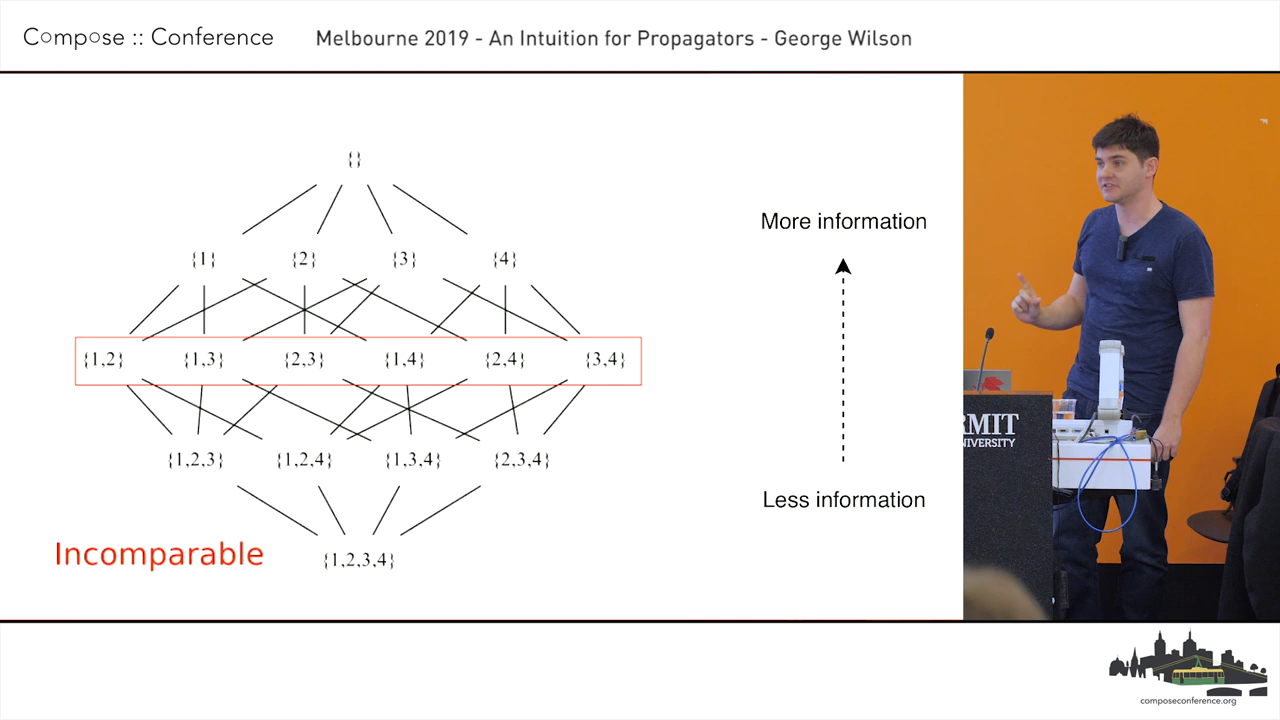 Compose :: Conference
Melbourne 2019 - An Intuition for Propagators - George Wilson
{}
{1} {2} {3} {4}
{1,2} {1,3} {2,3} {1,4} {2,4} {3,4}
{1,2,3} {1,2,4} {1,3,4} {2,3,4}
{1,2,3,4}
Incomparable
More information
Less information
RMIT
NIVERSITY
composeconference.org